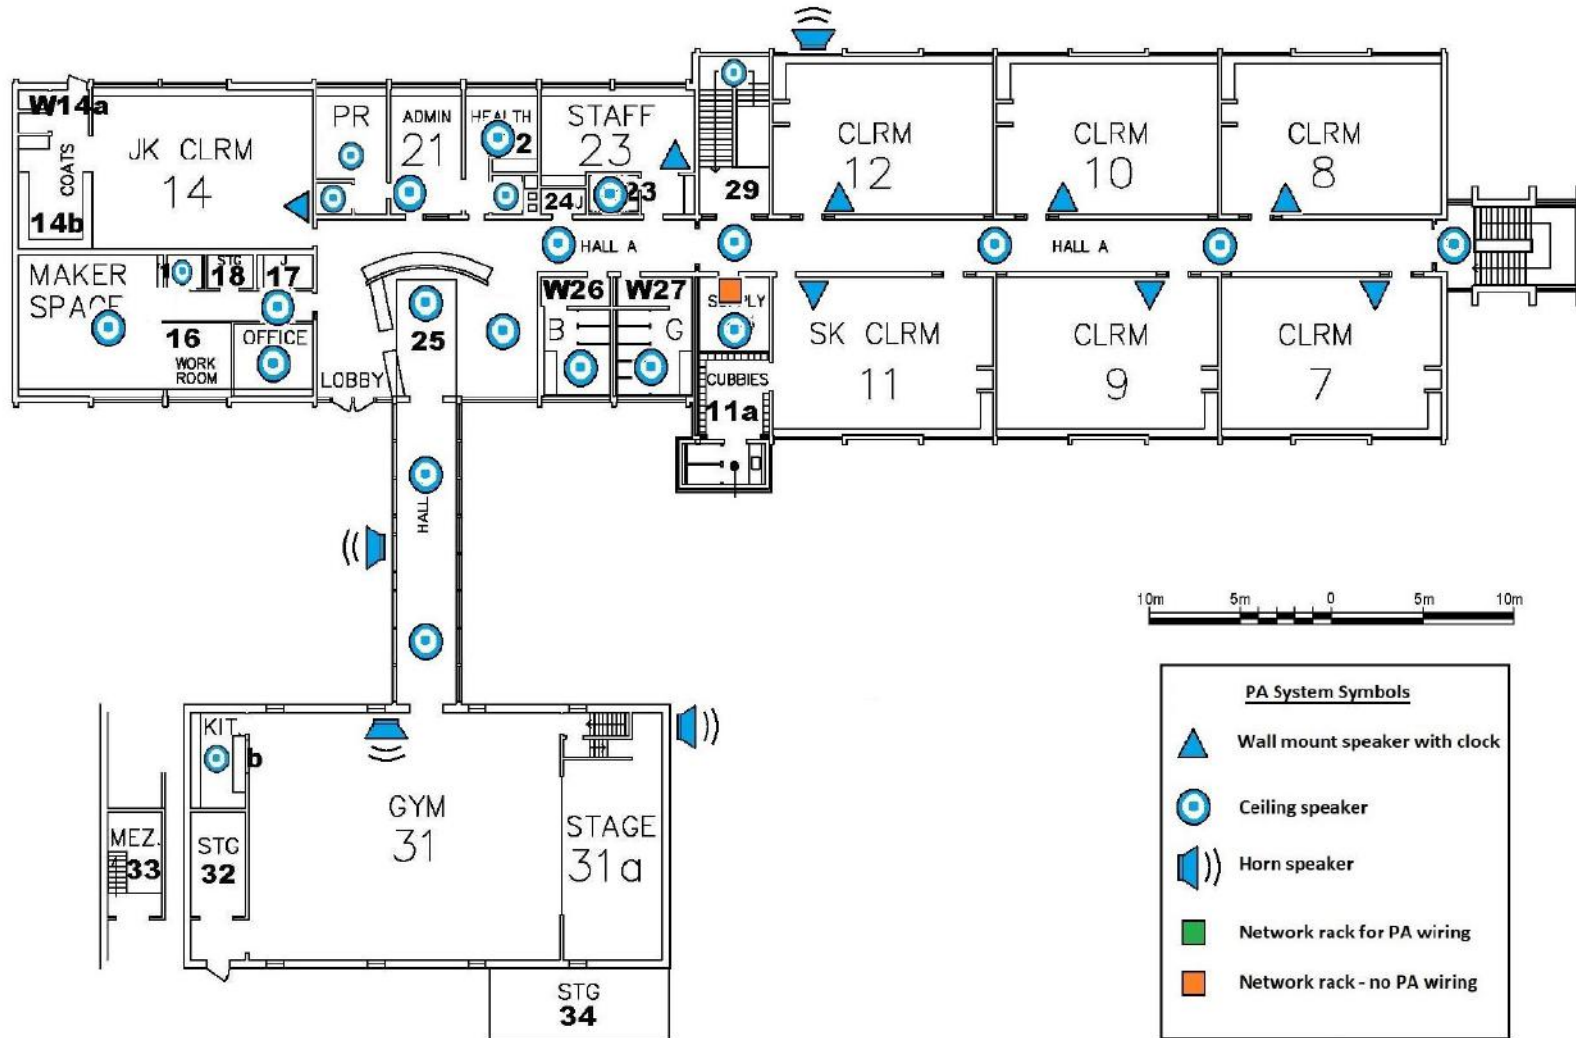 W14a
JK CLRM
14
COATS
14b
PR
ADMIN
21
HEALTH
2
STAFF
23
24
J
23
29
CLRM
12
CLRM
10
CLRM
8
HALL A
HALL A
MAKER
SPACE
1
STG
18
J
17
16
WORK
ROOM
OFFICE
LOBBY
25
W26
B
W27
G
CUBBIES
11a
SK CLRM
11
CLRM
9
CLRM
7
HALL
10m 5m 0 5m 10m
KIT
b
GYM
31
STAGE
31a
MEZ.
33
STG
32
STG
34
PA System Symbols
Wall mount speaker with clock
Ceiling speaker
Horn speaker
Network rack for PA wiring
Network rack - no PA wiring